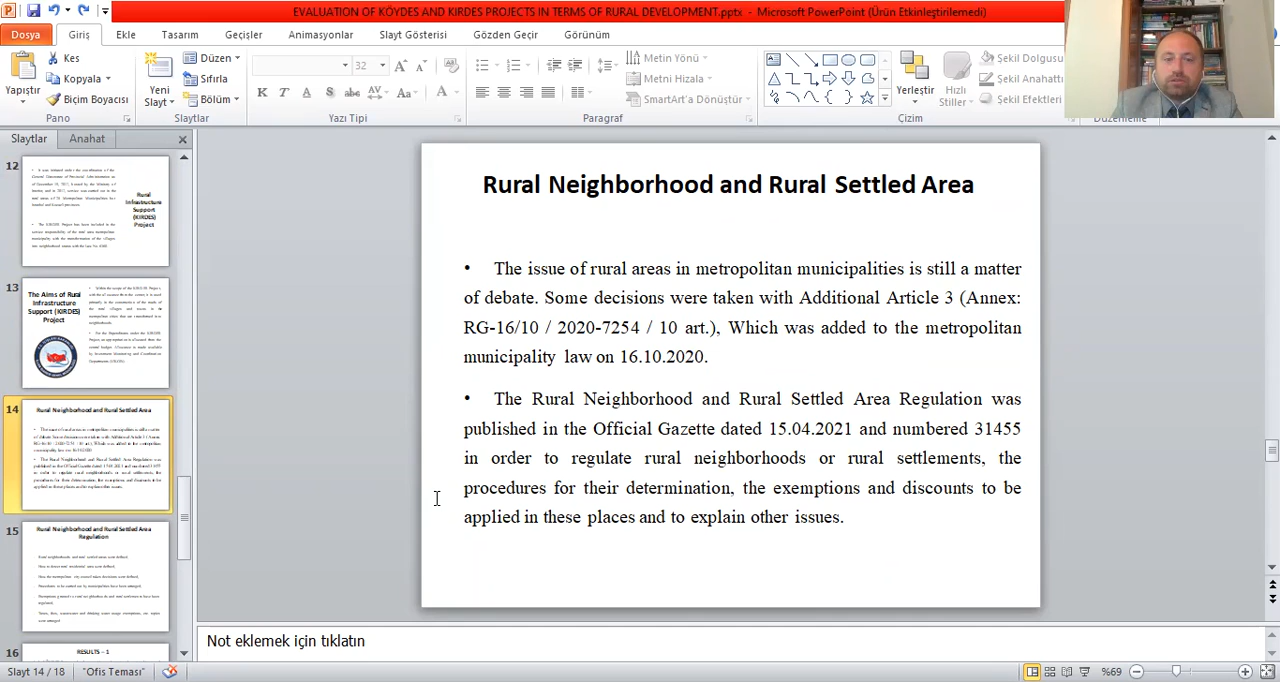 EVALUATION OF KÖYDES AND KIRDES PROJECTS IN TERMS OF RURAL DEVELOPMENT.pptx - Microsoft PowerPoint (Ürün Etkinleştirilemedi)
Dosya Giriş Ekle Tasarım Geçişler Animasyonlar Slayt Gösterisi Gözden Geçir Görünüm
Yapıştır
Kes
Kopyala
Biçim Boyacısı
Pano
Yeni Slayt
Düzen
Sıfırla
Bölüm
Slaytlar
32
Yazı Tipi
Metin Yönü
Metni Hizala
SmartArt'a Dönüştür
Paragraf
Yerleştir
Hızlı Stiller
Şekil Dolgusu
Şekil Anahattı
Şekil Efektleri
Çizim
Düzenleme
Slaytlar Anahat
12
Rural
Infrastructure
Support
(KIRDES)
Project
13
The Aims of Rural
Infrastructure
Support (KIRDES)
Project
14
Rural Neighborhood and Rural Settled Area
15
Rural Neighborhood and Rural Settled Area
Regulation
16
RESULTS – 1
Rural Neighborhood and Rural Settled Area
• The issue of rural areas in metropolitan municipalities is still a matter
of debate. Some decisions were taken with Additional Article 3 (Annex:
RG-16/10 / 2020-7254 / 10 art.), Which was added to the metropolitan
municipality law on 16.10.2020.
• The Rural Neighborhood and Rural Settled Area Regulation was
published in the Official Gazette dated 15.04.2021 and numbered 31455
in order to regulate rural neighborhoods or rural settlements, the
procedures for their determination, the exemptions and discounts to be
applied in these places and to explain other issues.
Not eklemek için tıklatın
Slayt 14 / 18 "Ofis Teması" %69